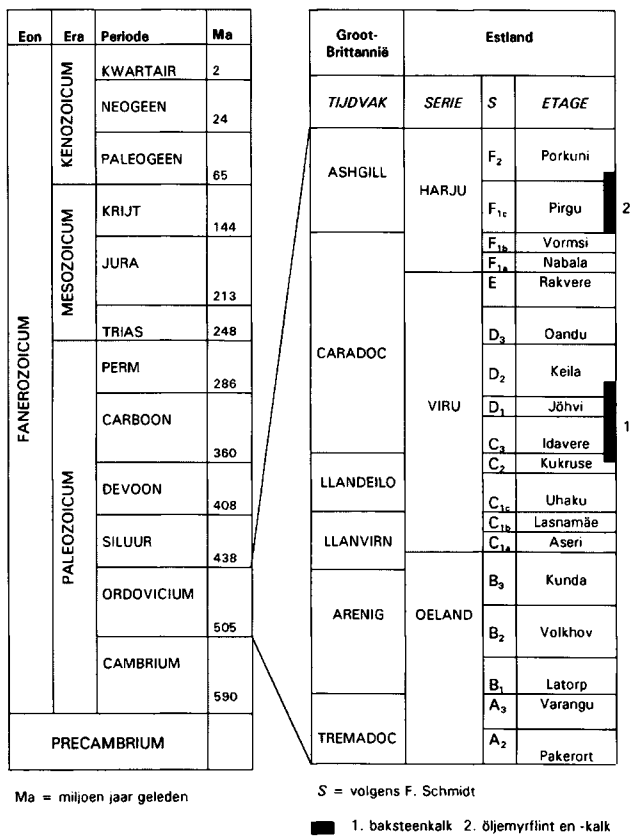 Eon Era Periode Ma
FANEROZOICUM
KENOZOICUM
KWARTAIR 2
NEOGEEN 24
PALEOGEEN 65
MESOZOICUM
KRIJT 144
JURA 213
TRIAS 248
PALEOZOICUM
PERM 286
CARBOON 360
DEVOON 408
SILUUR 438
ORDOVICIUM 505
CAMBRIUM 590
PRECAMBRIUM
Ma = miljoen jaar geleden
Groot-
Brittannië
Estland
TIJDVAK SERIE S ETAGE
ASHGILL
CARADOC
LLANDEILO
LLANVIRN
ARENIG
TREMADOC
HARJU
VIRU
OELAND
F₂ Porkuni
F₁c Pirgu
F₁b Vormsi
F₁a Nabala
E Rakvere
D₃ Oandu
D₂ Keila
D₁ Jöhvi
C₃ Idavere
C₂ Kukruse
C₁c Uhaku
C₁b Lasnamäe
C₁a Aseri
B₃ Kunda
B₂ Volkhov
B₁ Latorp
A₃ Varangu
A₂ Pakerort
2
1
S = volgens F. Schmidt
1. baksteenkalk 2. öljemyrflint en -kalk